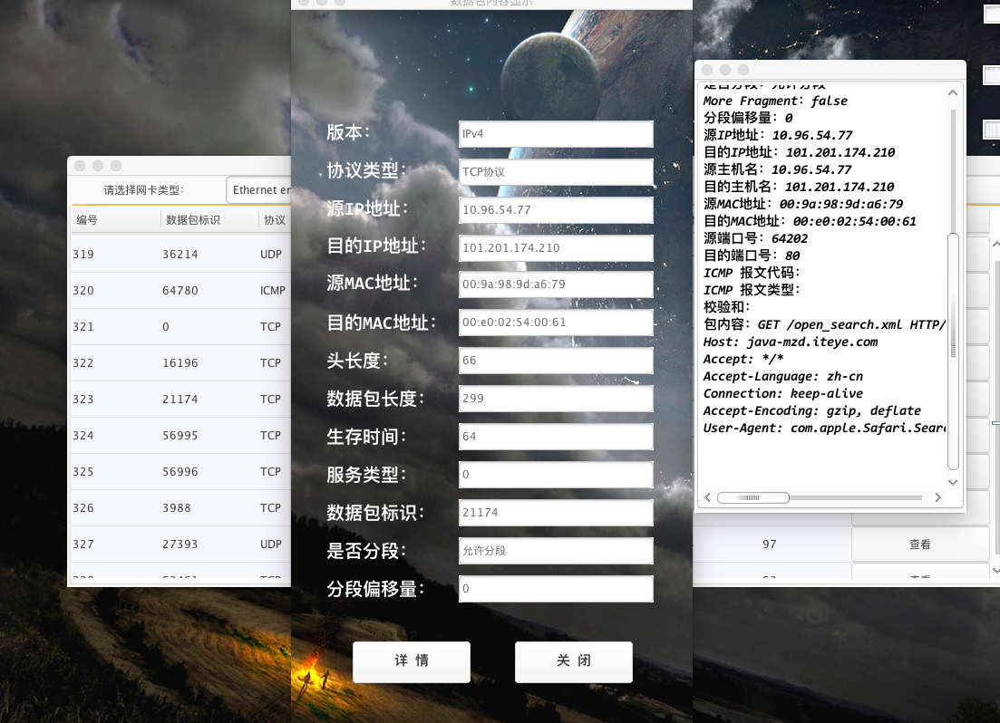 数据包内容显示
请选择网卡类型: Ethernet
编号 数据包标识 协议
319 36214 UDP
320 64780 ICMP
321 0 TCP
322 16196 TCP
323 21174 TCP
324 56995 TCP
325 56996 TCP
326 3988 TCP
327 27393 UDP
版本: IPv4
协议类型: TCP协议
源IP地址: 10.96.54.77
目的IP地址: 101.201.174.210
源MAC地址: 00:9a:98:9d:a6:79
目的MAC地址: 00:e0:02:54:00:61
头长度: 66
数据包长度: 299
生存时间: 64
服务类型: 0
数据包标识: 21174
是否分段: 允许分段
分段偏移量: 0
详 情 关 闭
是否分段: 允许分段
More Fragment: false
分段偏移量: 0
源IP地址: 10.96.54.77
目的IP地址: 101.201.174.210
源主机名: 10.96.54.77
目的主机名: 101.201.174.210
源MAC地址: 00:9a:98:9d:a6:79
目的MAC地址: 00:e0:02:54:00:61
源端口号: 64202
目的端口号: 80
ICMP 报文代码:
ICMP 报文类型:
校验和:
包内容: GET /open_search.xml HTTP/
Host: java-mzd.iteye.com
Accept: */*
Accept-Language: zh-cn
Connection: keep-alive
Accept-Encoding: gzip, deflate
User-Agent: com.apple.Safari.Sear
97 查看